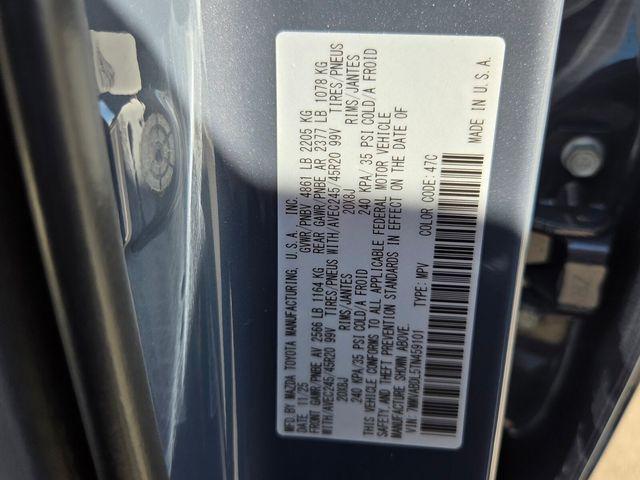 MFD. BY MAZDA TOYOTA MANUFACTURING, U.S.A. INC.
DATE 11/25 GVWR/PNBV 4861 LB 2205 KG
FRONT GAWR/PNBE AV 2566 LB 1164 KG REAR GAWR/PNBE AR 2377 LB 1078 KG
WITH/AVEC245/45R20 99V TIRES/PNEUS WITH/AVEC245/45R20 99V TIRES/PNEUS
20X8J RIMS/JANTES 20X8J RIMS/JANTES
240 KPA/35 PSI COLD/A FROID 240 KPA/35 PSI COLD/A FROID
THIS VEHICLE CONFORMS TO ALL APPLICABLE FEDERAL MOTOR VEHICLE
SAFETY, AND THEFT PREVENTION STANDARDS IN EFFECT ON THE DATE OF
MANUFACTURE SHOWN ABOVE.
VIN: 7MMVABDL5TN459101 TYPE: MPV COLOR CODE: 47C
MADE IN U.S.A.